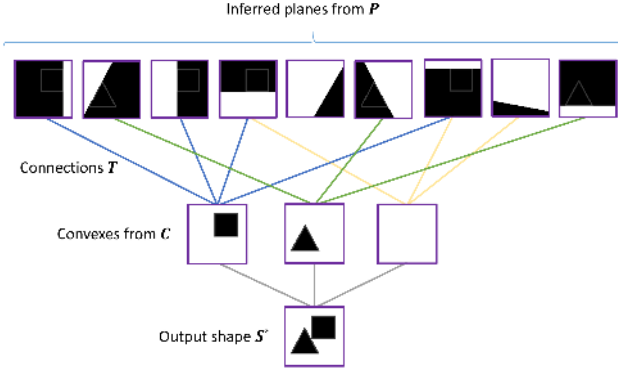 Inferred planes from P
Connections T
Convexes from C
Output shape S′